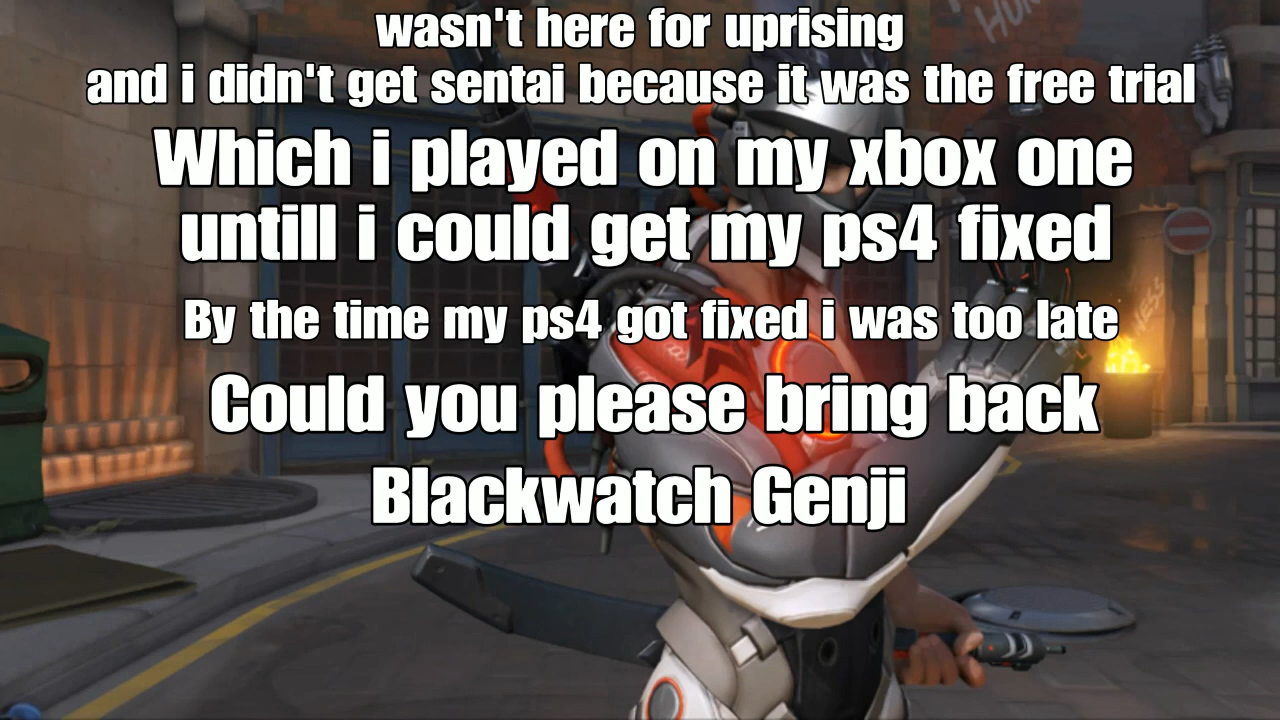 wasn't here for uprising
and i didn't get sentai because it was the free trial
Which i played on my xbox one
untill i could get my ps4 fixed
By the time my ps4 got fixed i was too late
Could you please bring back
Blackwatch Genji